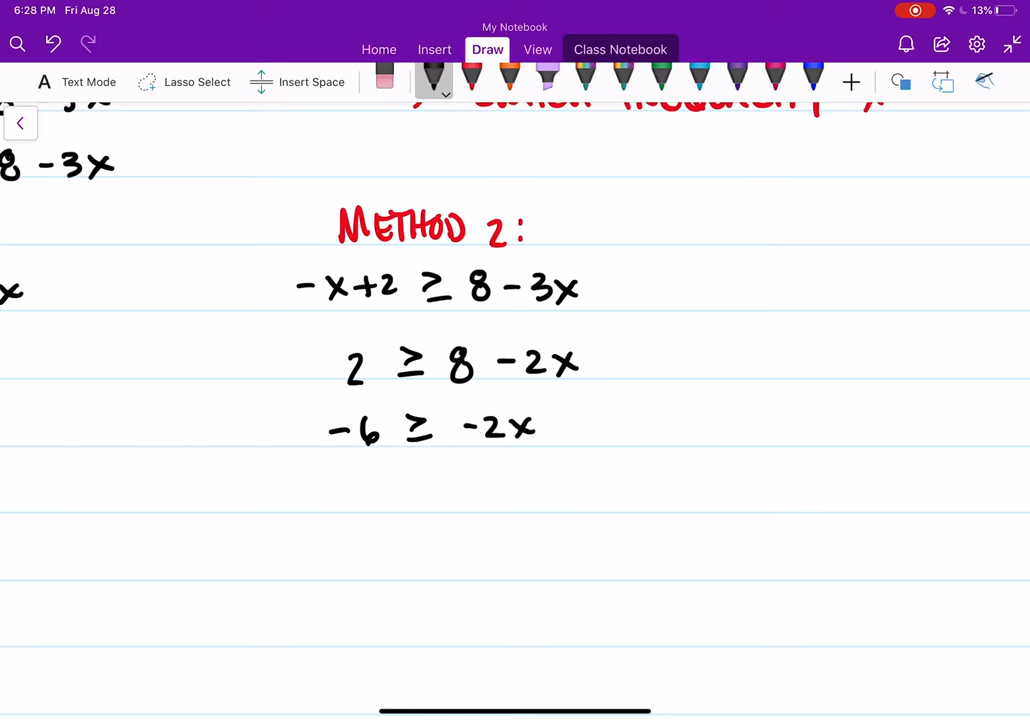 6:28 PM Fri Aug 28
13%
My Notebook
Home Insert Draw View Class Notebook
A Text Mode Lasso Select Insert Space
8 - 3x
METHOD 2:
x
-x+2 ≥ 8 - 3x
2 ≥ 8 - 2x
-6 ≥ -2x